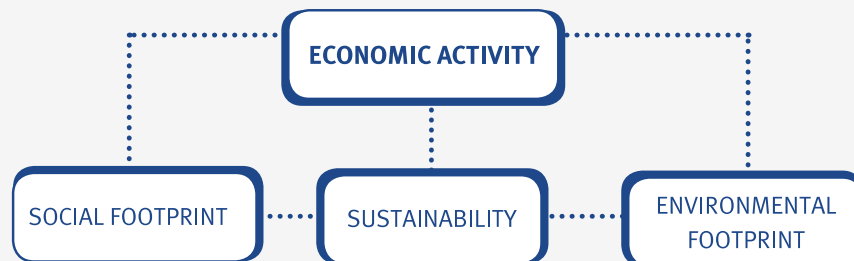 ECONOMIC ACTIVITY
SOCIAL FOOTPRINT
SUSTAINABILITY
ENVIRONMENTAL
FOOTPRINT